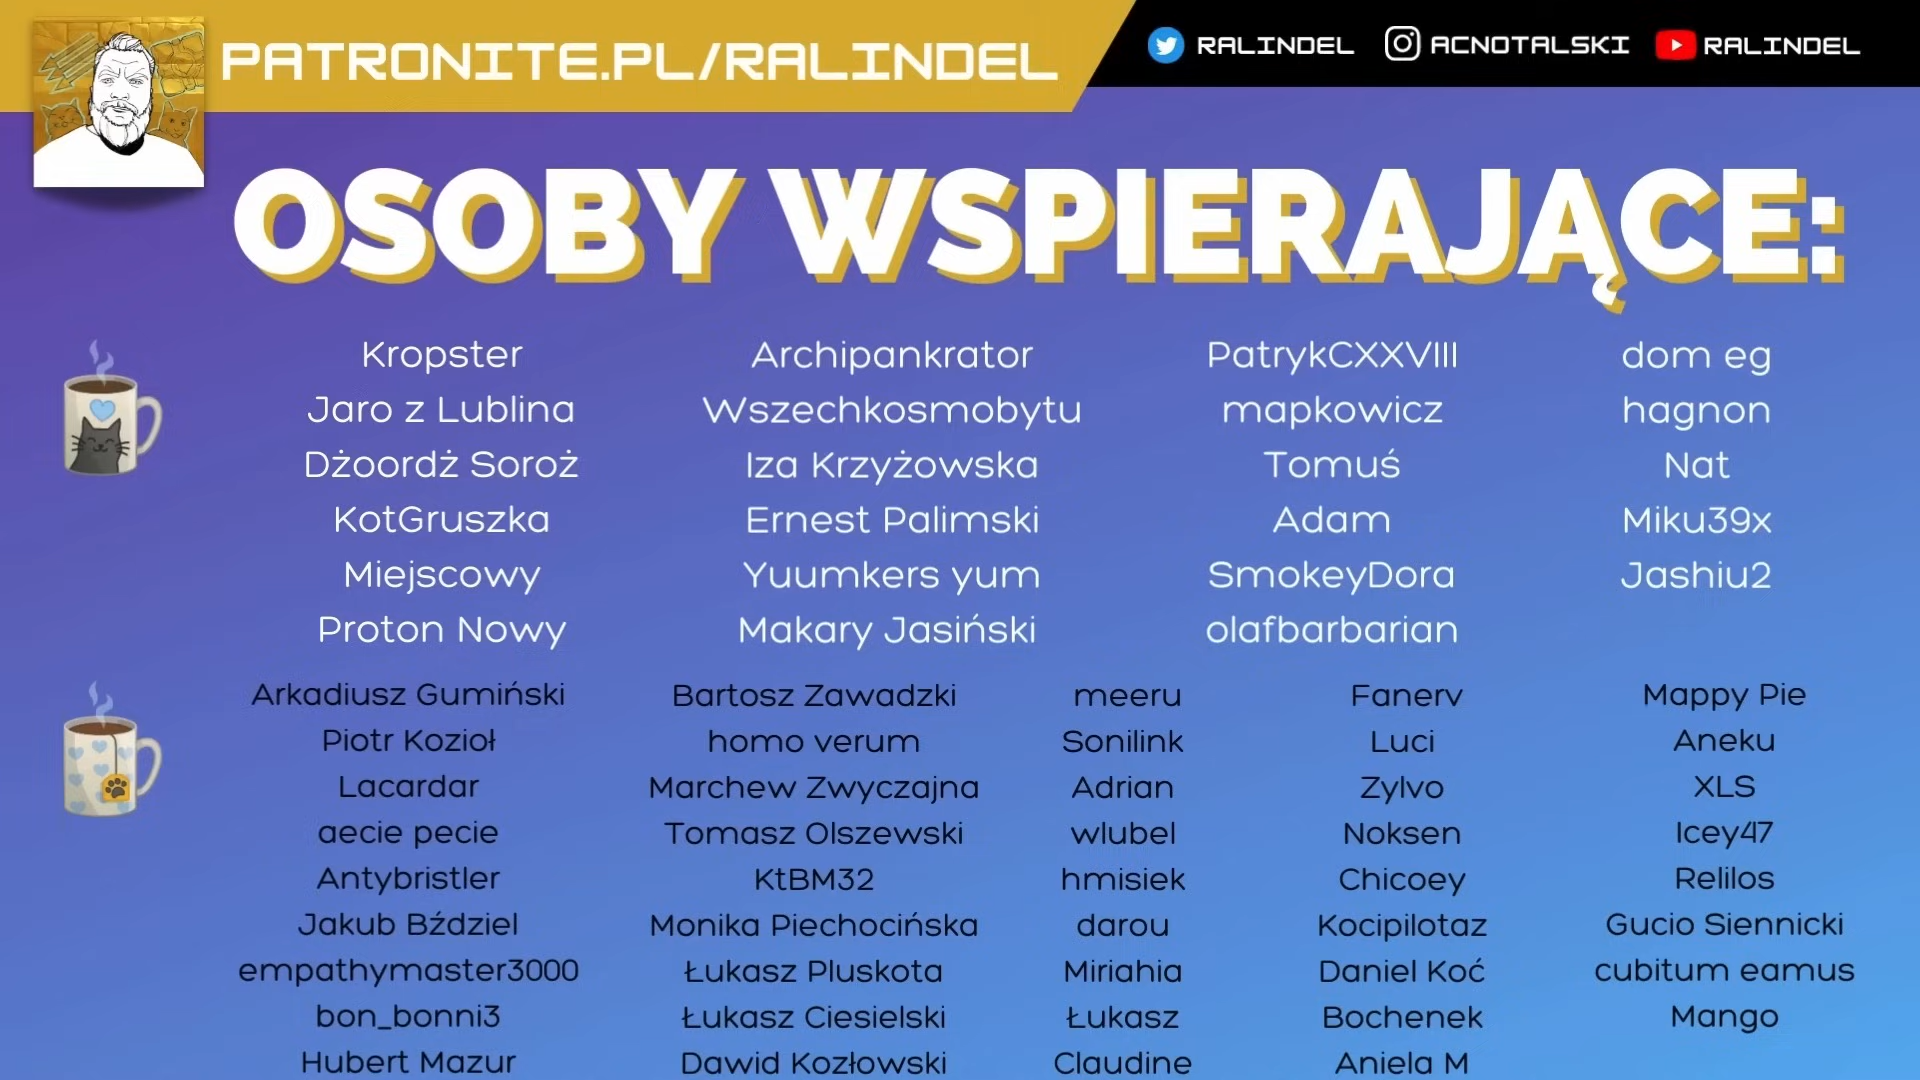 PATRONITE.PL/RALINDEL
RALINDEL
ACNOTALSKI
RALINDEL
OSOBY WSPIERAJĄCE:
Kropster
Jaro z Lublina
Dżoordż Soroż
KotGruszka
Miejscowy
Proton Nowy
Archipankrator
Wszechkosmobytu
Iza Krzyżowska
Ernest Palimski
Yuumkers yum
Makary Jasiński
PatrykCXXVIII
mapkowicz
Tomuś
Adam
SmokeyDora
olafbarbarian
dom eg
hagnon
Nat
Miku39x
Jashiu2
Arkadiusz Gumiński
Piotr Kozioł
Lacardar
aecie pecie
Antybristler
Jakub Bździel
empathymaster3000
bon_bonni3
Hubert Mazur
Bartosz Zawadzki
homo verum
Marchew Zwyczajna
Tomasz Olszewski
KtBM32
Monika Piechocińska
Łukasz Pluskota
Łukasz Ciesielski
Dawid Kozłowski
meeru
Sonilink
Adrian
wlubel
hmisiek
darou
Miriahia
Łukasz
Claudine
Fanerv
Luci
Zylvo
Noksen
Chicoey
Kocipilotaz
Daniel Koć
Bochenek
Aniela M
Mappy Pie
Aneku
XLS
Icey47
Relilos
Gucio Siennicki
cubitum eamus
Mango